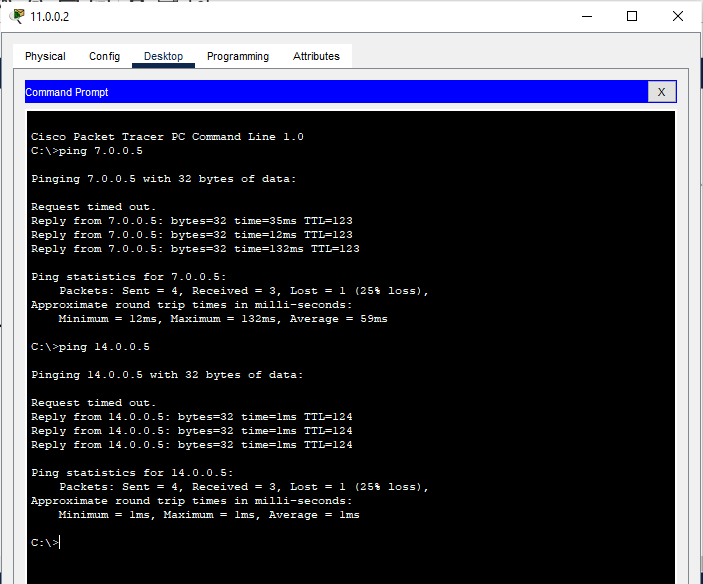 11.0.0.2
Physical Config Desktop Programming Attributes
Command Prompt X
Cisco Packet Tracer PC Command Line 1.0
C:\>ping 7.0.0.5
Pinging 7.0.0.5 with 32 bytes of data:
Request timed out.
Reply from 7.0.0.5: bytes=32 time=35ms TTL=123
Reply from 7.0.0.5: bytes=32 time=12ms TTL=123
Reply from 7.0.0.5: bytes=32 time=132ms TTL=123
Ping statistics for 7.0.0.5:
    Packets: Sent = 4, Received = 3, Lost = 1 (25% loss),
Approximate round trip times in milli-seconds:
    Minimum = 12ms, Maximum = 132ms, Average = 59ms
C:\>ping 14.0.0.5
Pinging 14.0.0.5 with 32 bytes of data:
Request timed out.
Reply from 14.0.0.5: bytes=32 time=1ms TTL=124
Reply from 14.0.0.5: bytes=32 time=1ms TTL=124
Reply from 14.0.0.5: bytes=32 time=1ms TTL=124
Ping statistics for 14.0.0.5:
    Packets: Sent = 4, Received = 3, Lost = 1 (25% loss),
Approximate round trip times in milli-seconds:
    Minimum = 1ms, Maximum = 1ms, Average = 1ms
C:\>